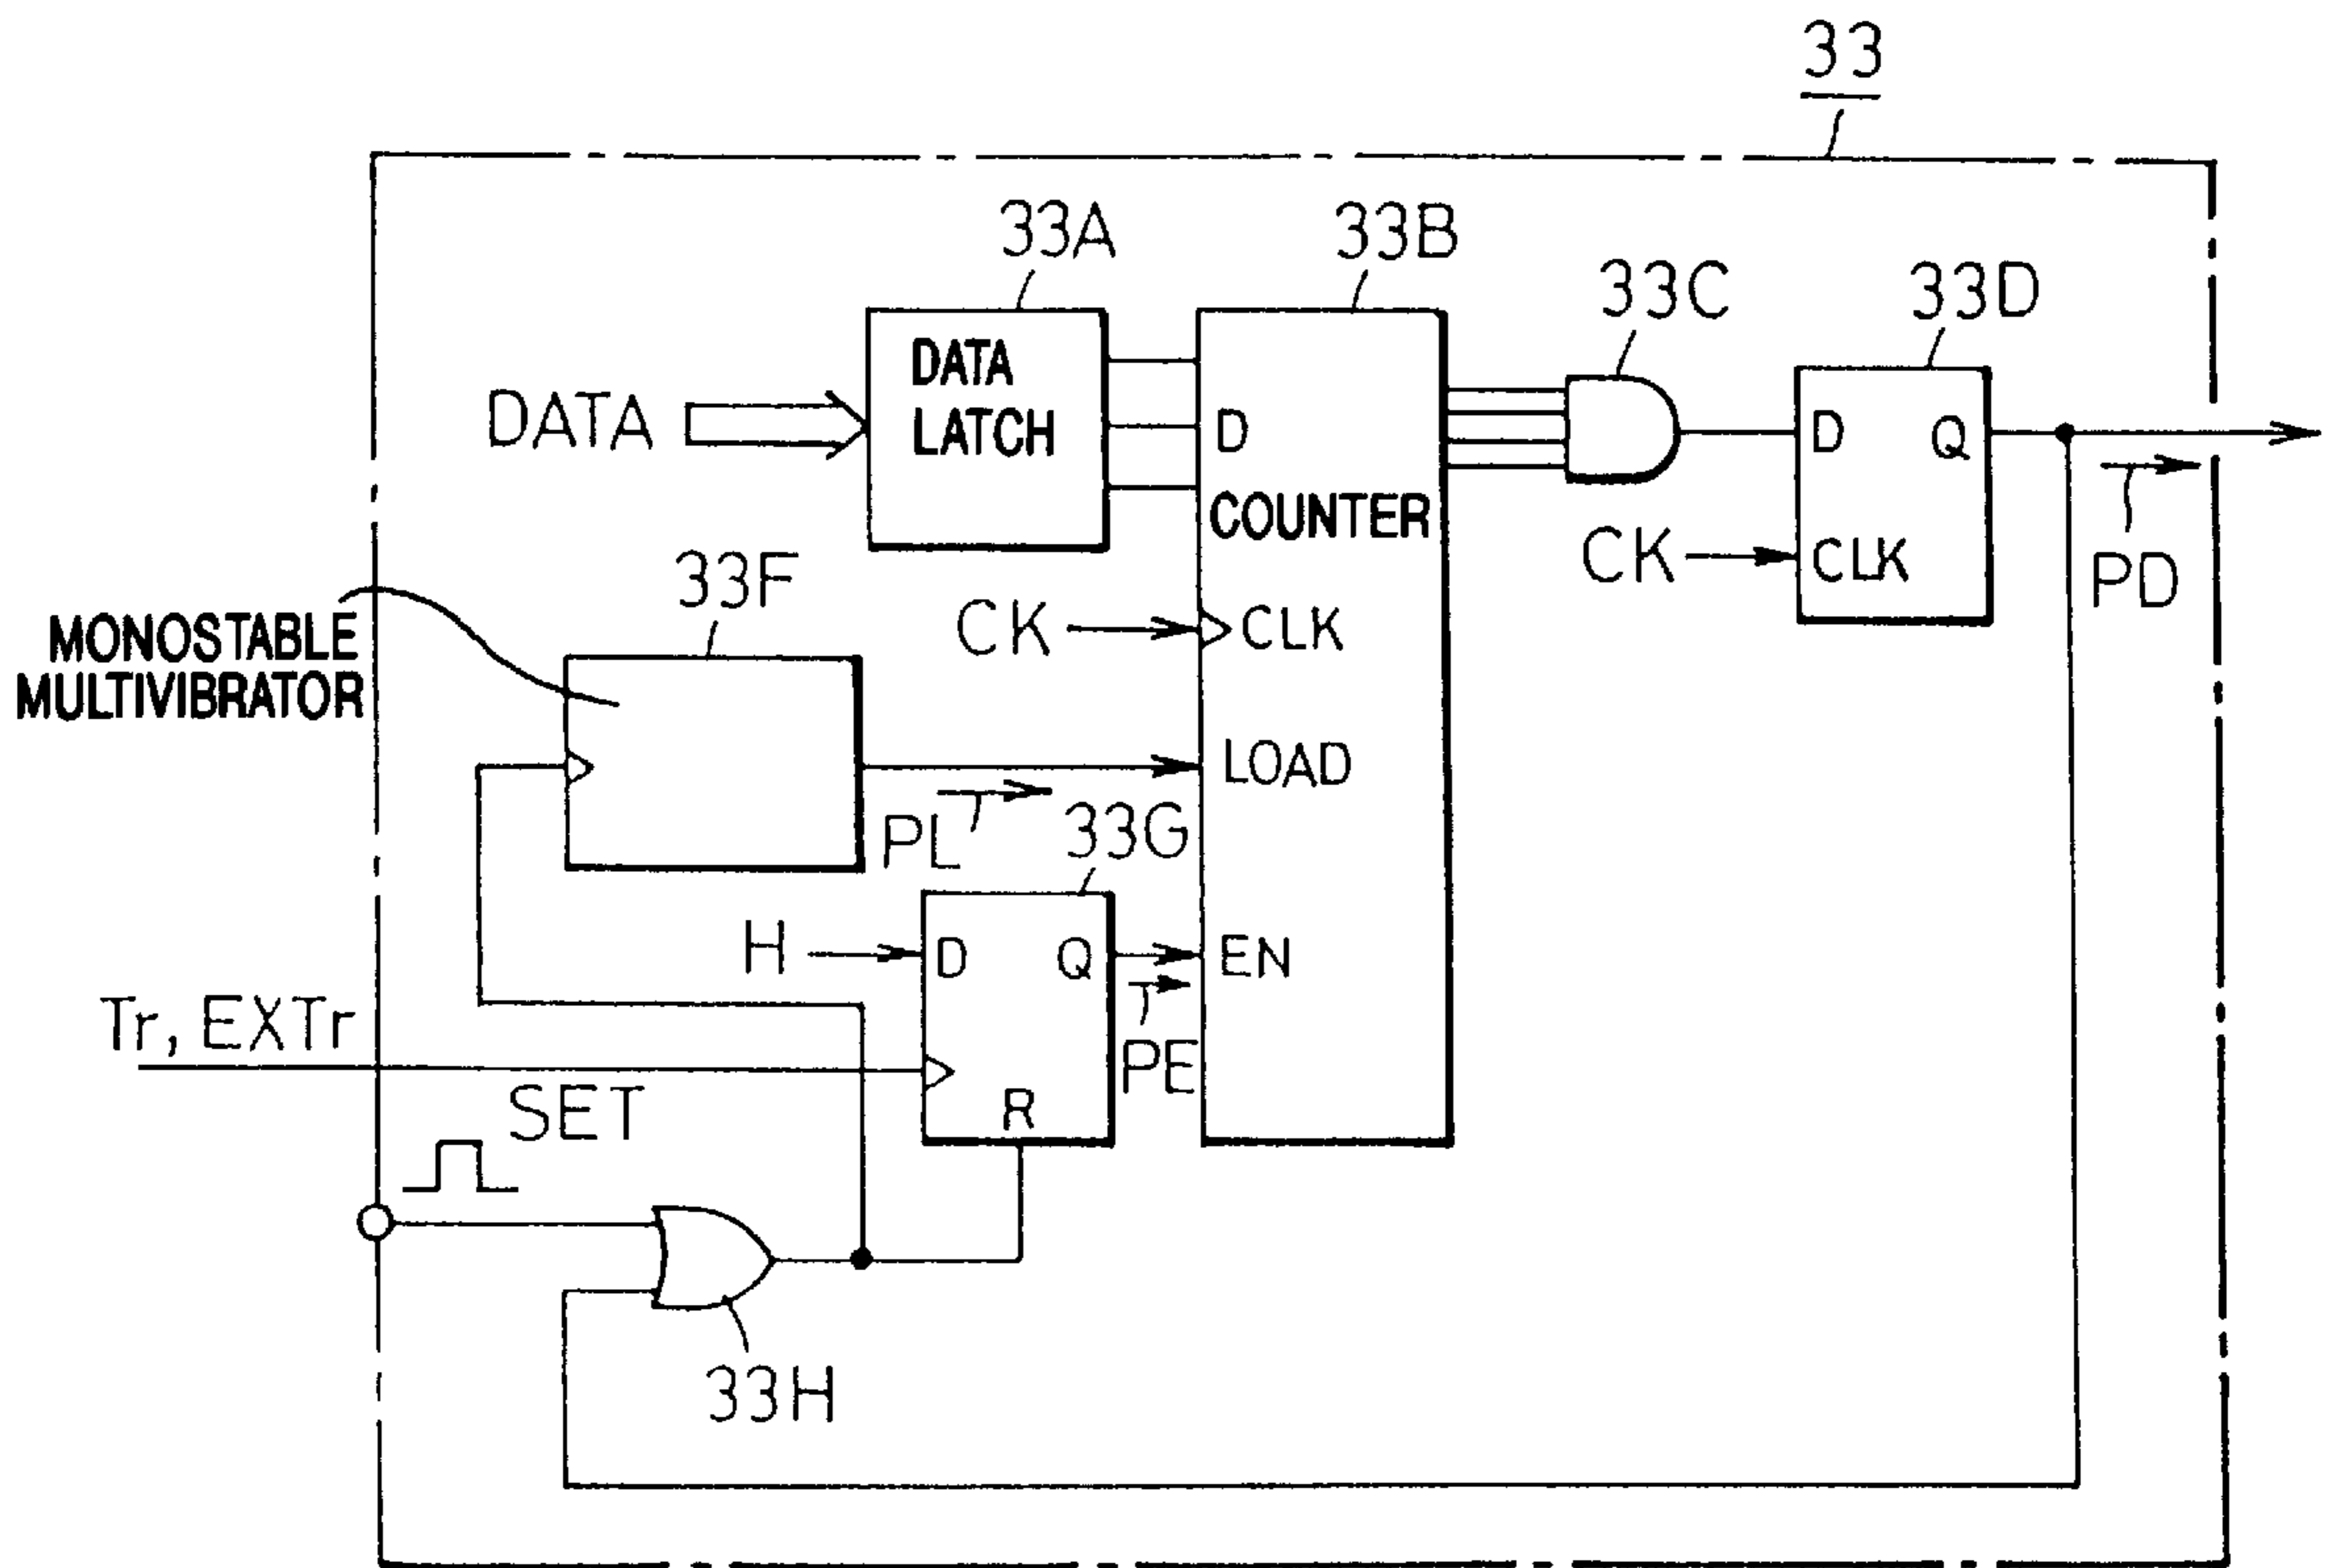 33
33A
33B
33C
33D
DATA
DATA
LATCH
D
COUNTER
D
Q
CK
CLK
PD
33F
CK
CLK
MONOSTABLE
MULTIVIBRATOR
LOAD
PL
33G
H
D
Q
EN
PE
Tr, EXTr
SET
R
33H